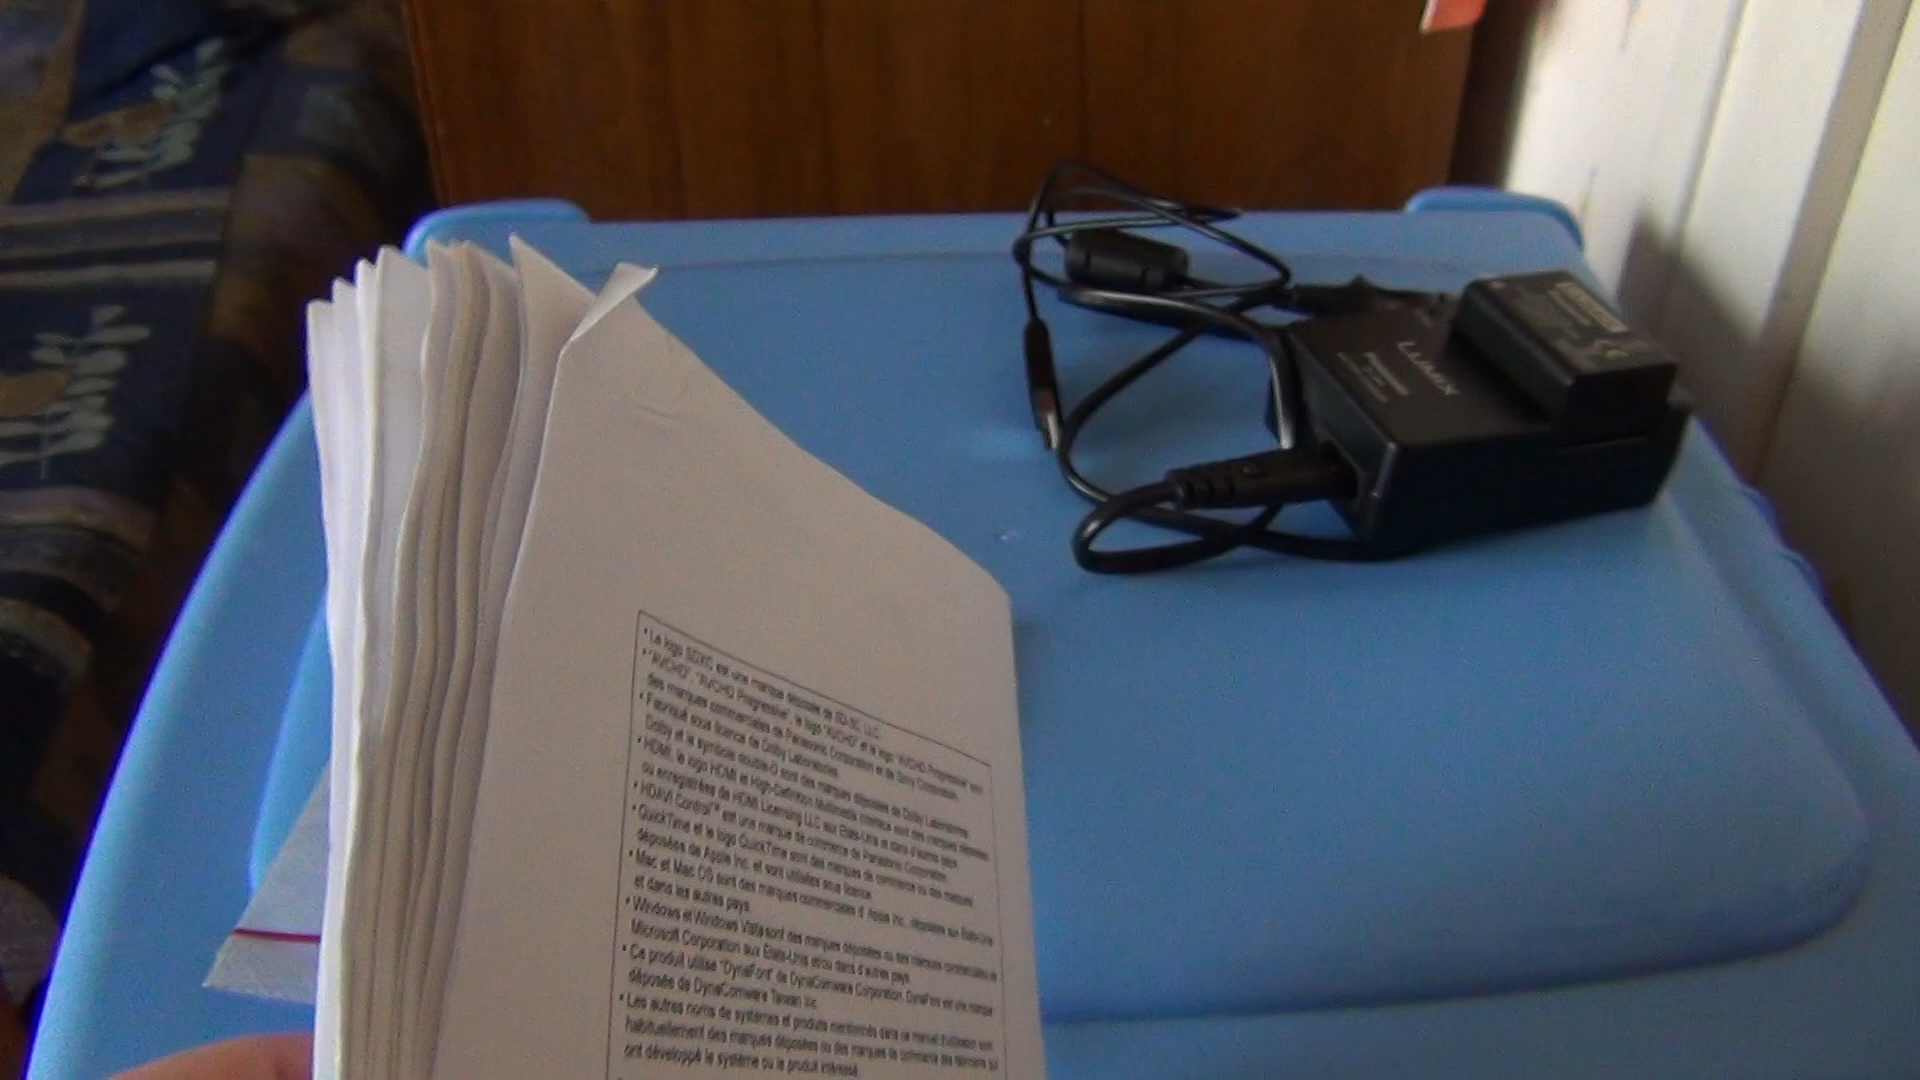 • Le logo SDXC est une marque déposée de SD-3C, LLC.
• "AVCHD", "AVCHD Progressive", le logo "AVCHD" et le logo "AVCHD Progressive" sont
des marques commerciales de Panasonic Corporation et de Sony Corporation.
• Fabriqué sous licence de Dolby Laboratories.
Dolby et le symbole double-D sont des marques déposées de Dolby Laboratories.
• HDMI, le logo HDMI et High-Definition Multimedia Interface sont des marques déposées
ou enregistrées de HDMI Licensing LLC aux États-Unis et dans d'autres pays.
• HDAVI Control™ est une marque de commerce de Panasonic Corporation.
• QuickTime et le logo QuickTime sont des marques de commerce ou des marques
déposées de Apple Inc. et sont utilisées sous licence.
• Mac et Mac OS sont des marques commerciales d' Apple Inc., déposées aux États-Unis
et dans les autres pays.
• Windows et Windows Vista sont des marques déposées ou des marques commerciales de
Microsoft Corporation aux États-Unis et/ou dans d'autres pays.
• Ce produit utilise "DynaFont" de DynaComware Corporation. DynaFont est une marque
déposée de DynaComware Taiwan Inc.
• Les autres noms de systèmes et produits mentionnés dans ce manuel d'utilisation sont
habituellement des marques déposées ou des marques de commerce des
ont développé le système ou le produit intéressé.
LUMIX
Panasonic